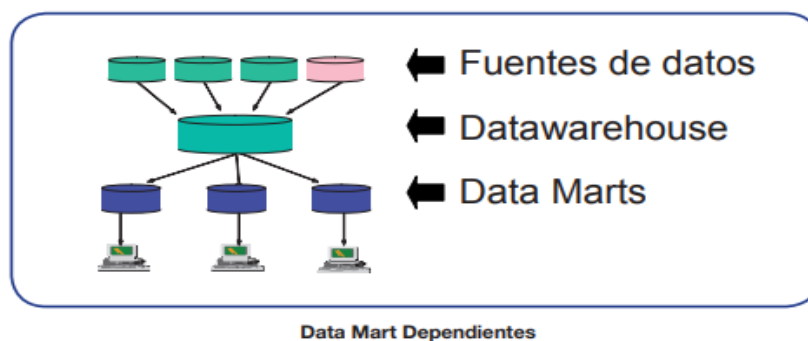 Fuentes de datos
Datawarehouse
Data Marts
Data Mart Dependientes